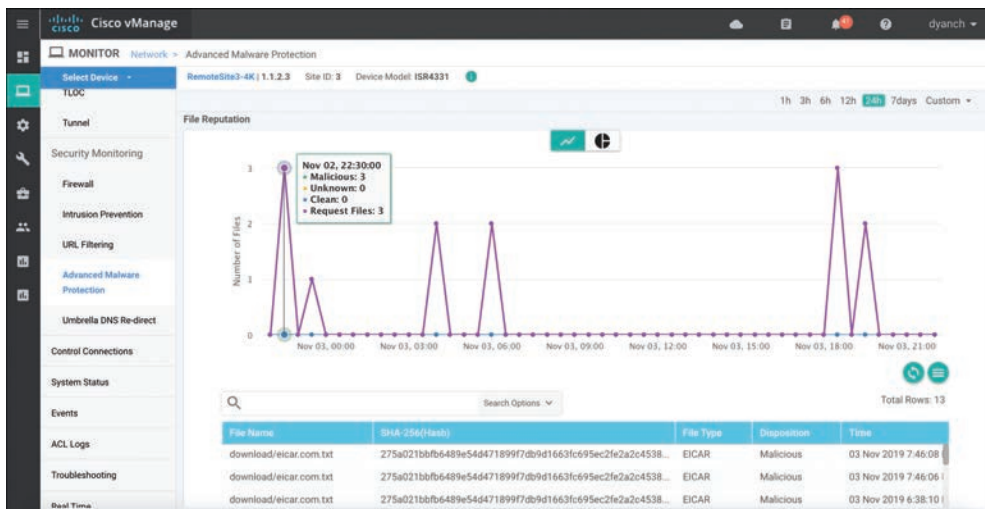 CISCO Cisco vManage
41
dyanch
MONITOR Network > Advanced Malware Protection
Select Device
RemoteSite3-4K | 1.1.2.3 Site ID: 3 Device Model: ISR4331
TLOC
Tunnel
Security Monitoring
Firewall
Intrusion Prevention
URL Filtering
Advanced Malware
Protection
Umbrella DNS Re-direct
Control Connections
System Status
Events
ACL Logs
Troubleshooting
Real Time
1h 3h 6h 12h 24h 7days Custom
File Reputation
Number of Files
3
2
1
0
Nov 02, 22:30:00
Malicious: 3
Unknown: 0
Clean: 0
Request Files: 3
Nov 03, 00:00 Nov 03, 03:00 Nov 03, 06:00 Nov 03, 09:00 Nov 03, 12:00 Nov 03, 15:00 Nov 03, 18:00 Nov 03, 21:00
Search Options
Total Rows: 13
File Name SHA-256(Hash) File Type Disposition Time
download/eicar.com.txt 275a021bbfb6489e54d471899f7db9d1663fc695ec2fe2a2c4538... EICAR Malicious 03 Nov 2019 7:46:08
download/eicar.com.txt 275a021bbfb6489e54d471899f7db9d1663fc695ec2fe2a2c4538... EICAR Malicious 03 Nov 2019 7:46:06
download/eicar.com.txt 275a021bbfb6489e54d471899f7db9d1663fc695ec2fe2a2c4538... EICAR Malicious 03 Nov 2019 6:38:10